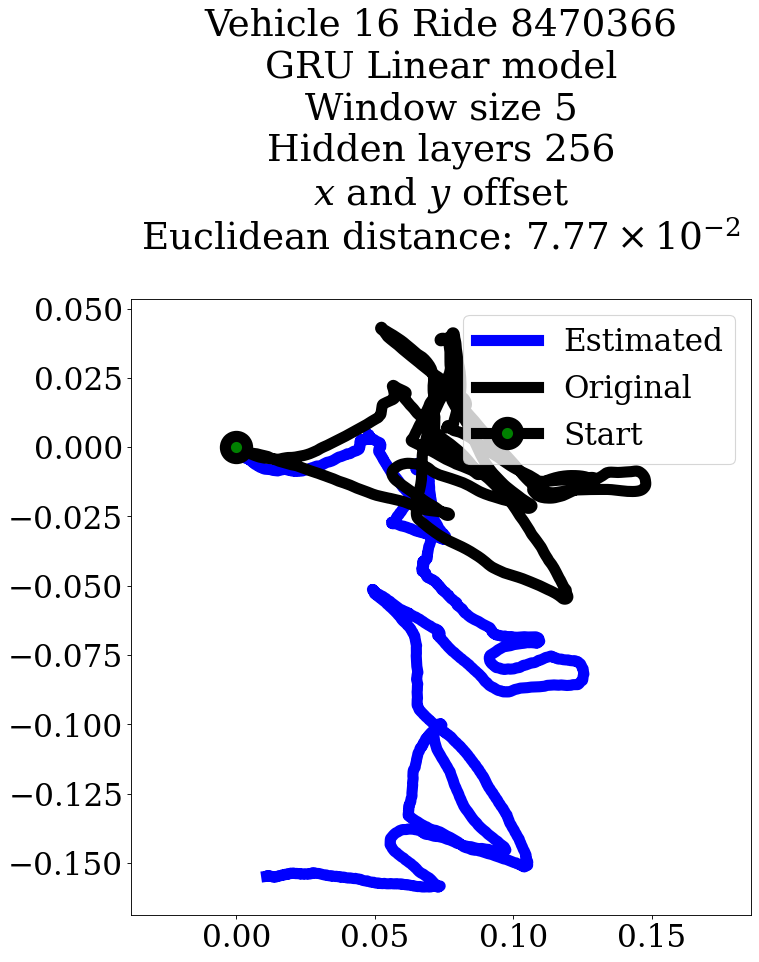 Vehicle 16 Ride 8470366
GRU Linear model
Window size 5
Hidden layers 256
x and y offset
Euclidean distance: 7.77 × 10⁻²
Estimated
Original
Start
0.050
0.025
0.000
−0.025
−0.050
−0.075
−0.100
−0.125
−0.150
0.00 0.05 0.10 0.15